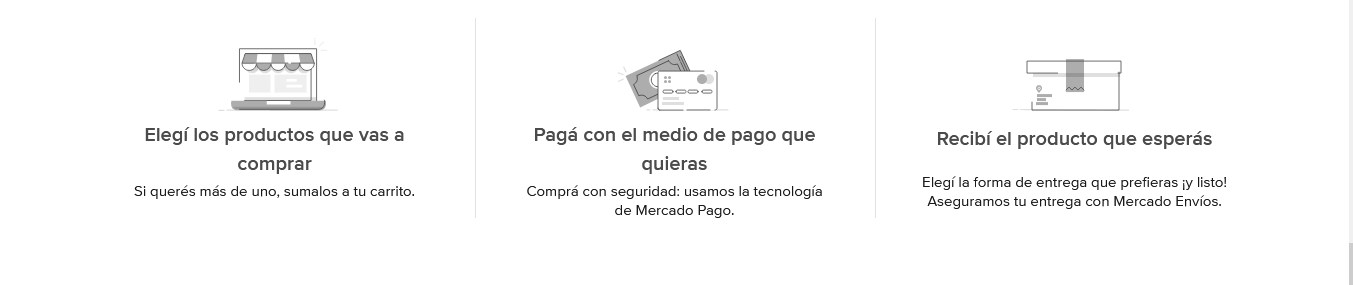 Elegí los productos que vas a
comprar
Si querés más de uno, sumalos a tu carrito.
Pagá con el medio de pago que
quieras
Comprá con seguridad: usamos la tecnología
de Mercado Pago.
Recibí el producto que esperás
Elegí la forma de entrega que prefieras ¡y listo!
Aseguramos tu entrega con Mercado Envíos.